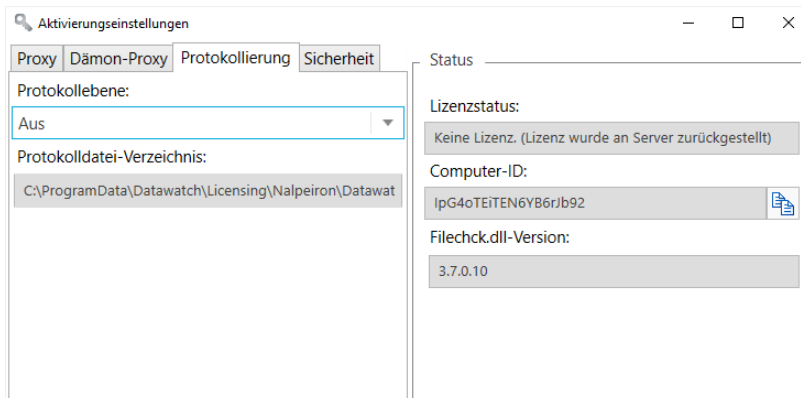 Aktivierungseinstellungen
Proxy Dämon-Proxy Protokollierung Sicherheit
Protokollebene:
Aus
Protokolldatei-Verzeichnis:
C:\ProgramData\Datawatch\Licensing\Nalpeiron\Datawat
Status
Lizenzstatus:
Keine Lizenz. (Lizenz wurde an Server zurückgestellt)
Computer-ID:
IpG4oTEiTEN6YB6rJb92
Filechck.dll-Version:
3.7.0.10